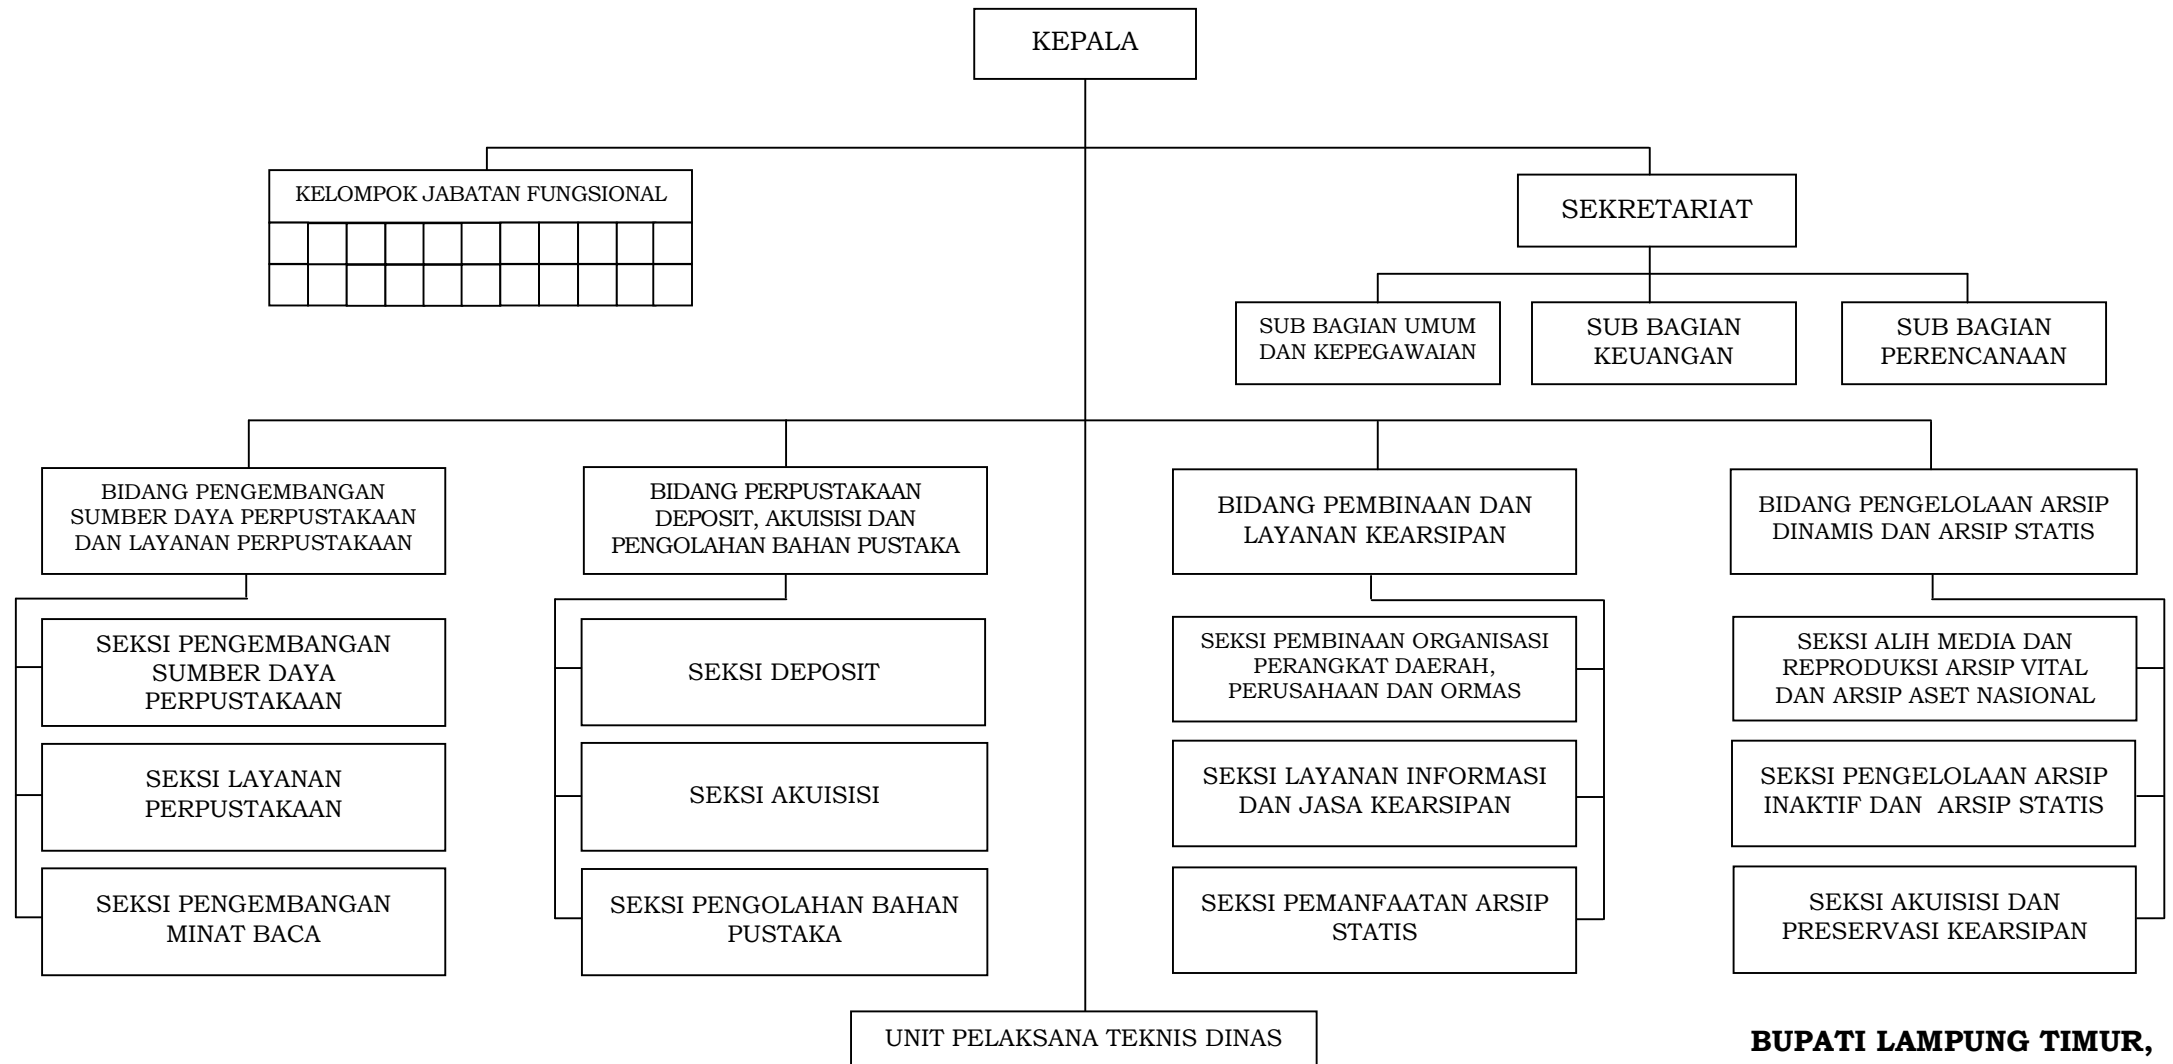 KEPALA
KELOMPOK JABATAN FUNGSIONAL
SEKRETARIAT
SUB BAGIAN UMUM
DAN KEPEGAWAIAN
SUB BAGIAN
KEUANGAN
SUB BAGIAN
PERENCANAAN
BIDANG PENGEMBANGAN
SUMBER DAYA PERPUSTAKAAN
DAN LAYANAN PERPUSTAKAAN
BIDANG PERPUSTAKAAN
DEPOSIT, AKUISISI DAN
PENGOLAHAN BAHAN PUSTAKA
BIDANG PEMBINAAN DAN
LAYANAN KEARSIPAN
BIDANG PENGELOLAAN ARSIP
DINAMIS DAN ARSIP STATIS
SEKSI PENGEMBANGAN
SUMBER DAYA
PERPUSTAKAAN
SEKSI DEPOSIT
SEKSI PEMBINAAN ORGANISASI
PERANGKAT DAERAH,
PERUSAHAAN DAN ORMAS
SEKSI ALIH MEDIA DAN
REPRODUKSI ARSIP VITAL
DAN ARSIP ASET NASIONAL
SEKSI LAYANAN
PERPUSTAKAAN
SEKSI AKUISISI
SEKSI LAYANAN INFORMASI
DAN JASA KEARSIPAN
SEKSI PENGELOLAAN ARSIP
INAKTIF DAN  ARSIP STATIS
SEKSI PENGEMBANGAN
MINAT BACA
SEKSI PENGOLAHAN BAHAN
PUSTAKA
SEKSI PEMANFAATAN ARSIP
STATIS
SEKSI AKUISISI DAN
PRESERVASI KEARSIPAN
UNIT PELAKSANA TEKNIS DINAS
BUPATI LAMPUNG TIMUR,